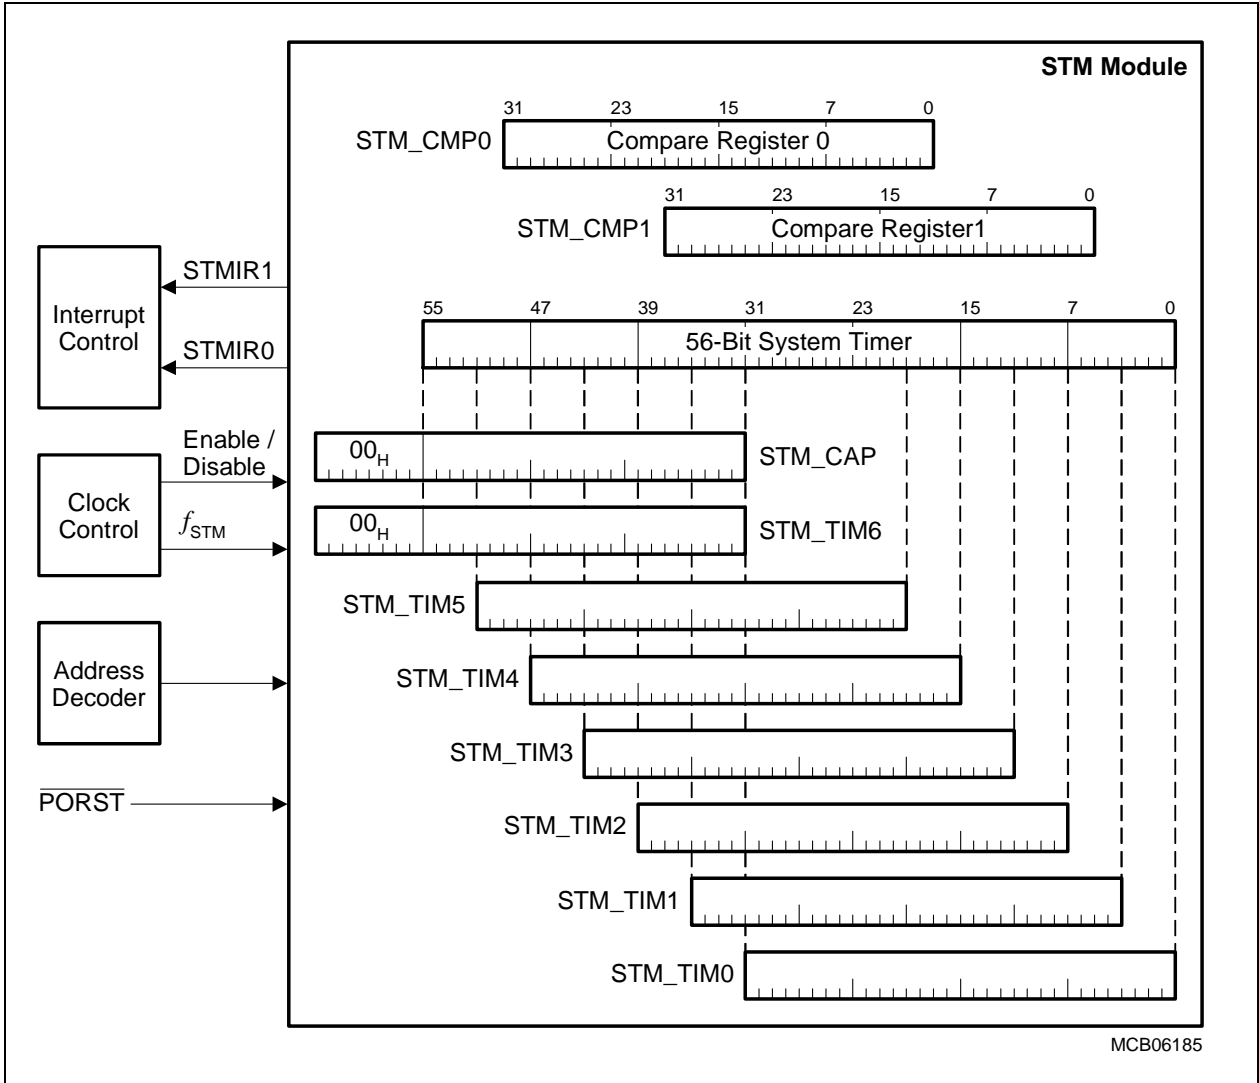 STM Module
31 23 15 7 0
STM_CMP0
Compare Register 0
31 23 15 7 0
STM_CMP1
Compare Register1
STMIR1
Interrupt
Control
STMIR0
55 47 39 31 23 15 7 0
56-Bit System Timer
Enable /
Disable
Clock
Control
fSTM
00H
STM_CAP
00H
STM_TIM6
STM_TIM5
Address
Decoder
STM_TIM4
STM_TIM3
PORST
STM_TIM2
STM_TIM1
STM_TIM0
MCB06185